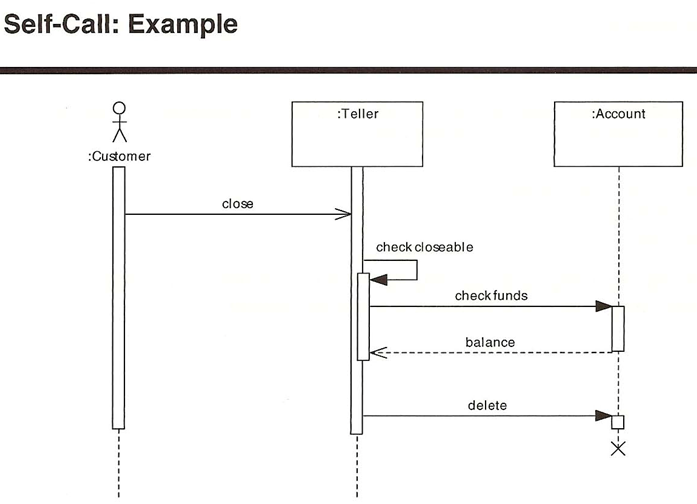 Self-Call: Example
:Teller
:Account
:Customer
close
check closeable
check funds
balance
delete